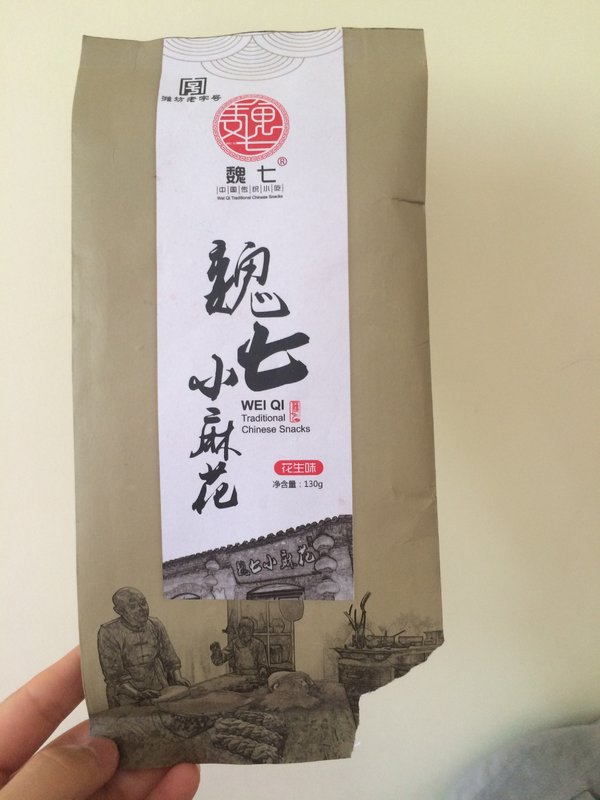 潍坊老字号
魏七
®
魏七
中国传统小吃
Wei Qi Traditional Chinese Snacks
魏七
小麻花
WEI QI
Traditional
Chinese Snacks
花生味
净含量：130g
魏七小麻花